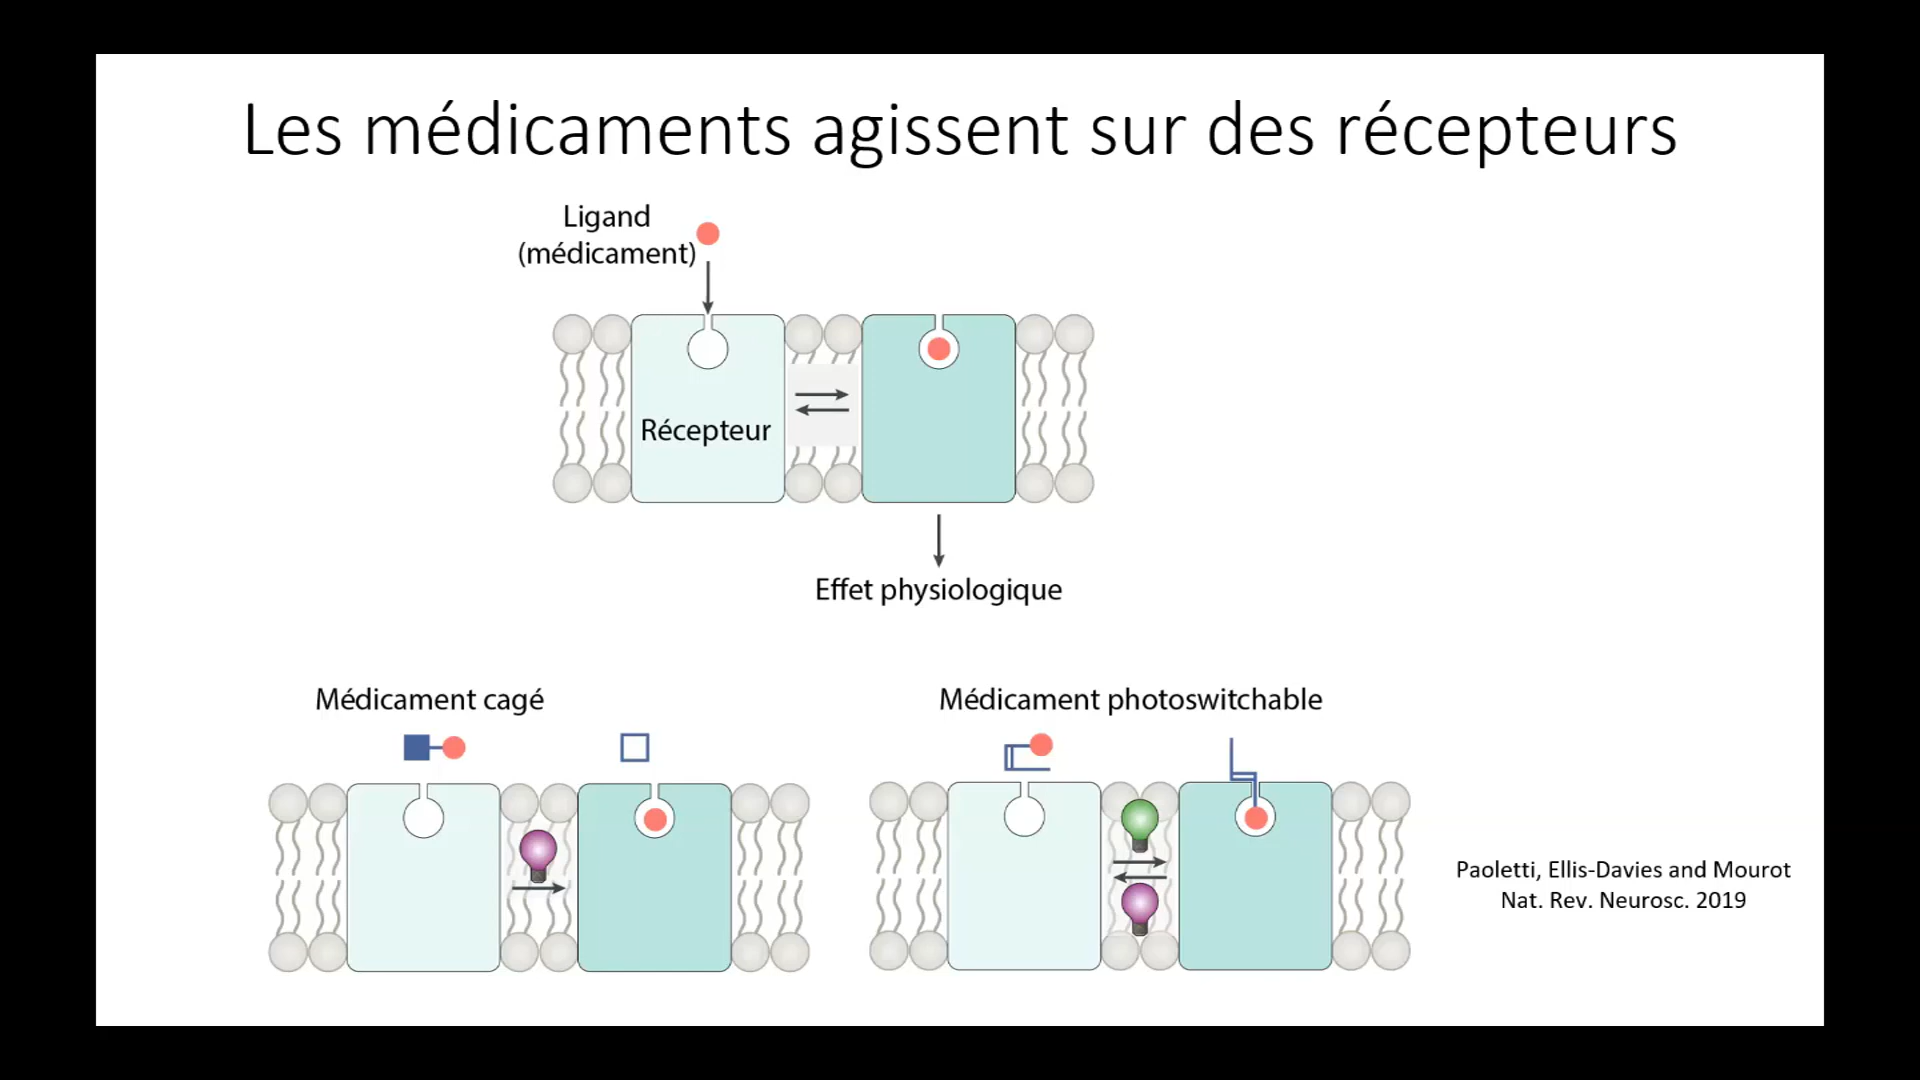 Les médicaments agissent sur des récepteurs
Ligand
(médicament)
Récepteur
Effet physiologique
Médicament cagé
Médicament photoswitchable
Paoletti, Ellis-Davies and Mourot
Nat. Rev. Neurosc. 2019